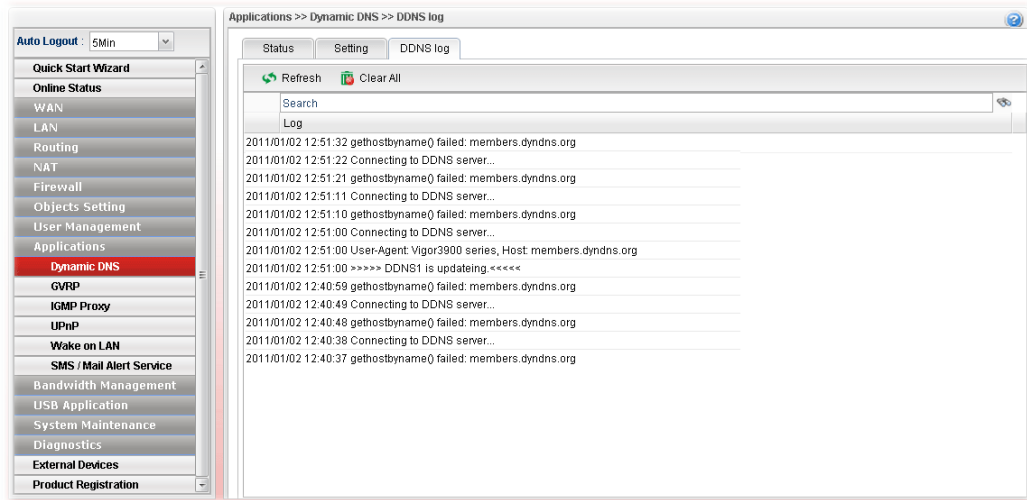 Applications >> Dynamic DNS >> DDNS log
Auto Logout : 5Min
Quick Start Wizard
Online Status
WAN
LAN
Routing
NAT
Firewall
Objects Setting
User Management
Applications
Dynamic DNS
GVRP
IGMP Proxy
UPnP
Wake on LAN
SMS / Mail Alert Service
Bandwidth Management
USB Application
System Maintenance
Diagnostics
External Devices
Product Registration
Status Setting DDNS log
Refresh Clear All
Search
Log
2011/01/02 12:51:32 gethostbyname() failed: members.dyndns.org
2011/01/02 12:51:22 Connecting to DDNS server...
2011/01/02 12:51:21 gethostbyname() failed: members.dyndns.org
2011/01/02 12:51:11 Connecting to DDNS server...
2011/01/02 12:51:10 gethostbyname() failed: members.dyndns.org
2011/01/02 12:51:00 Connecting to DDNS server...
2011/01/02 12:51:00 User-Agent: Vigor3900 series, Host: members.dyndns.org
2011/01/02 12:51:00 >>>>> DDNS1 is updateing.<<<<<
2011/01/02 12:40:59 gethostbyname() failed: members.dyndns.org
2011/01/02 12:40:49 Connecting to DDNS server...
2011/01/02 12:40:48 gethostbyname() failed: members.dyndns.org
2011/01/02 12:40:38 Connecting to DDNS server...
2011/01/02 12:40:37 gethostbyname() failed: members.dyndns.org